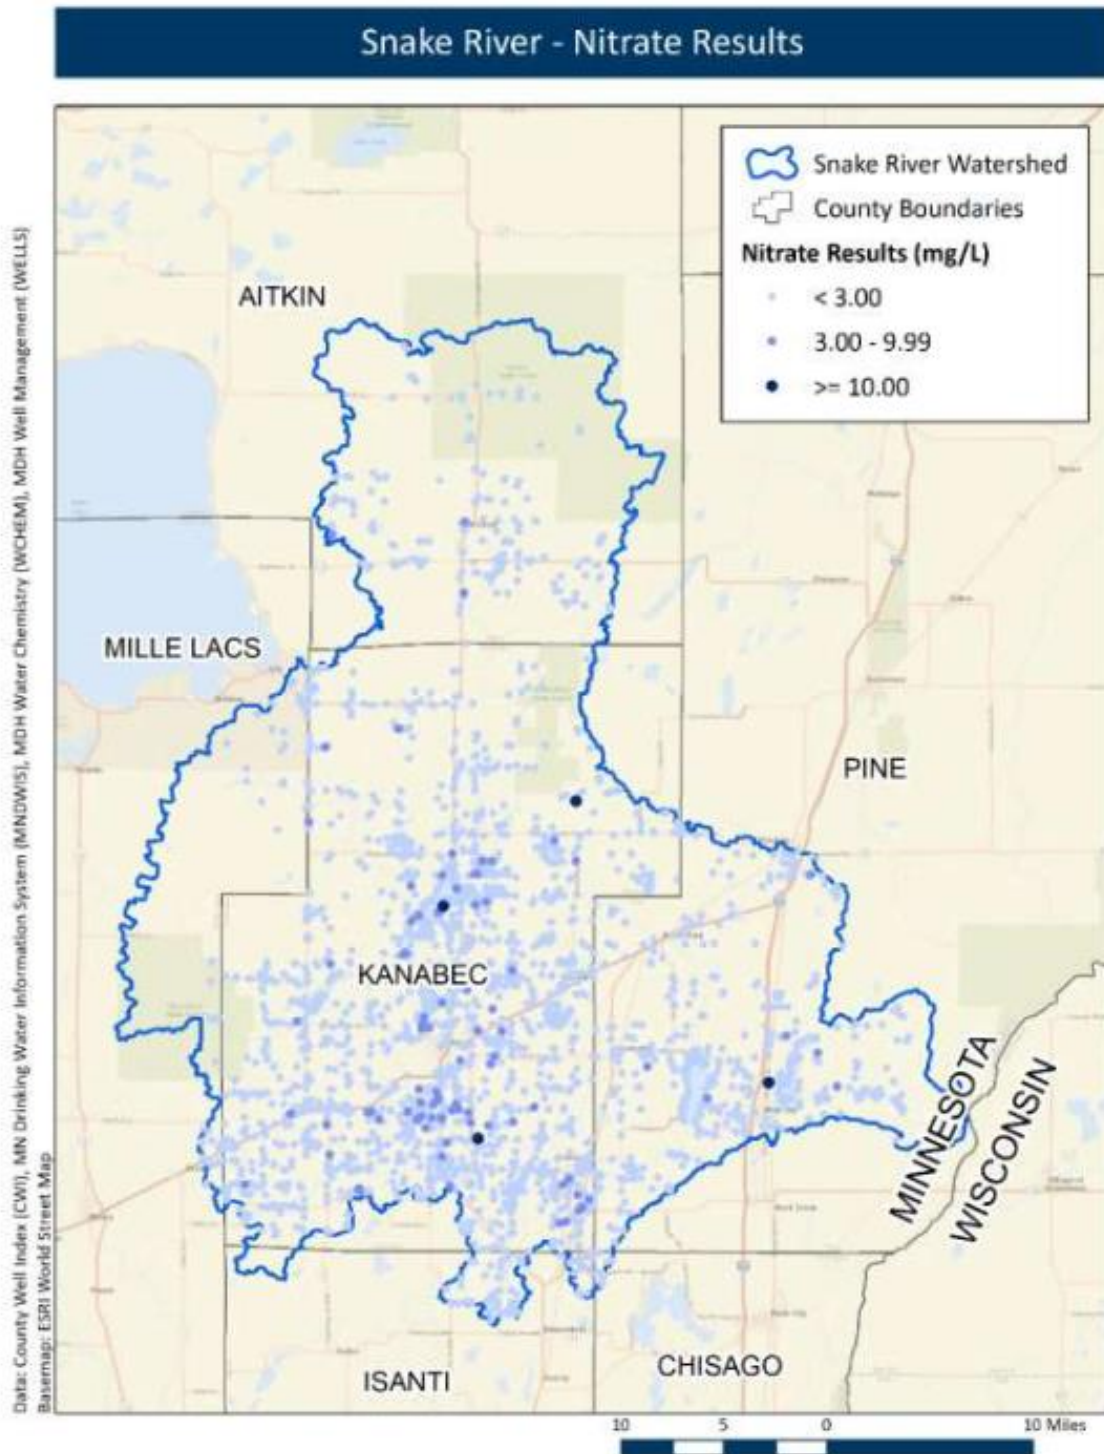 Snake River - Nitrate Results
Snake River Watershed
County Boundaries
Nitrate Results (mg/L)
< 3.00
3.00 - 9.99
>= 10.00
AITKIN
MILLE LACS
PINE
KANABEC
MINNESOTA
WISCONSIN
ISANTI
CHISAGO
10 5 0 10 Miles
Data: County Well Index (CWI), MN Drinking Water Information System (MNDWIS), MDH Water Chemistry (WCHEM), MDH Well Management (WELLS)
Basemap: ESRI World Street Map